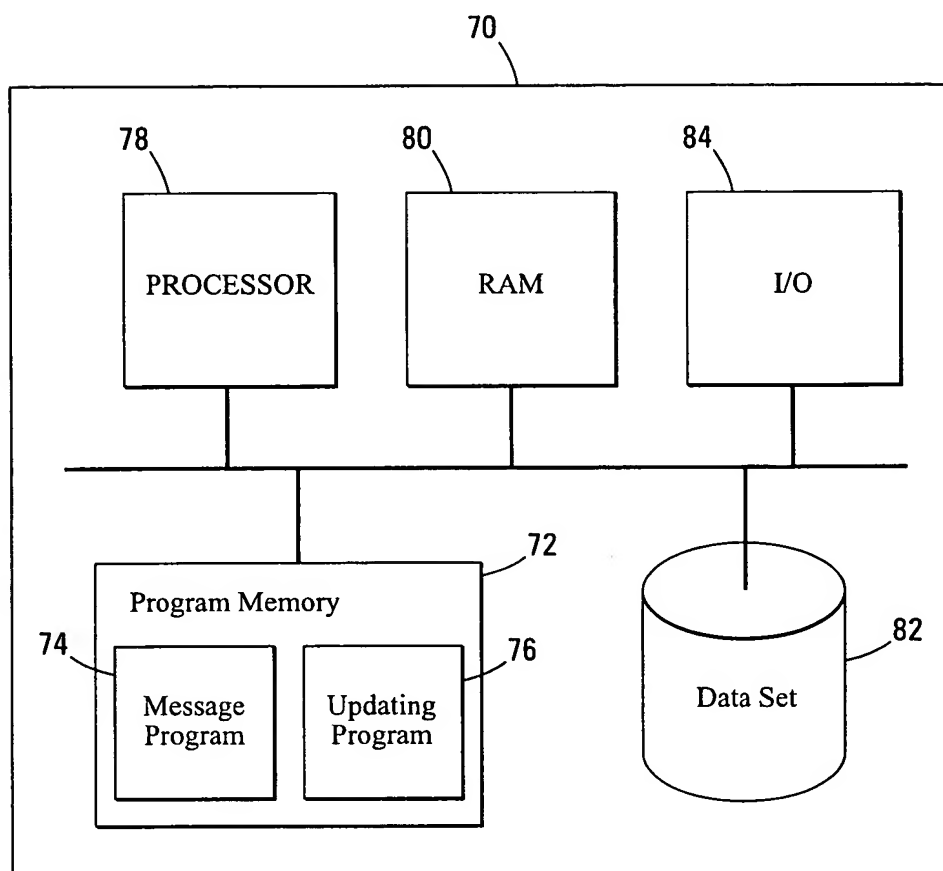 70
78
80
84
PROCESSOR
RAM
I/O
72
Program Memory
74
76
82
Message
Program
Updating
Program
Data Set